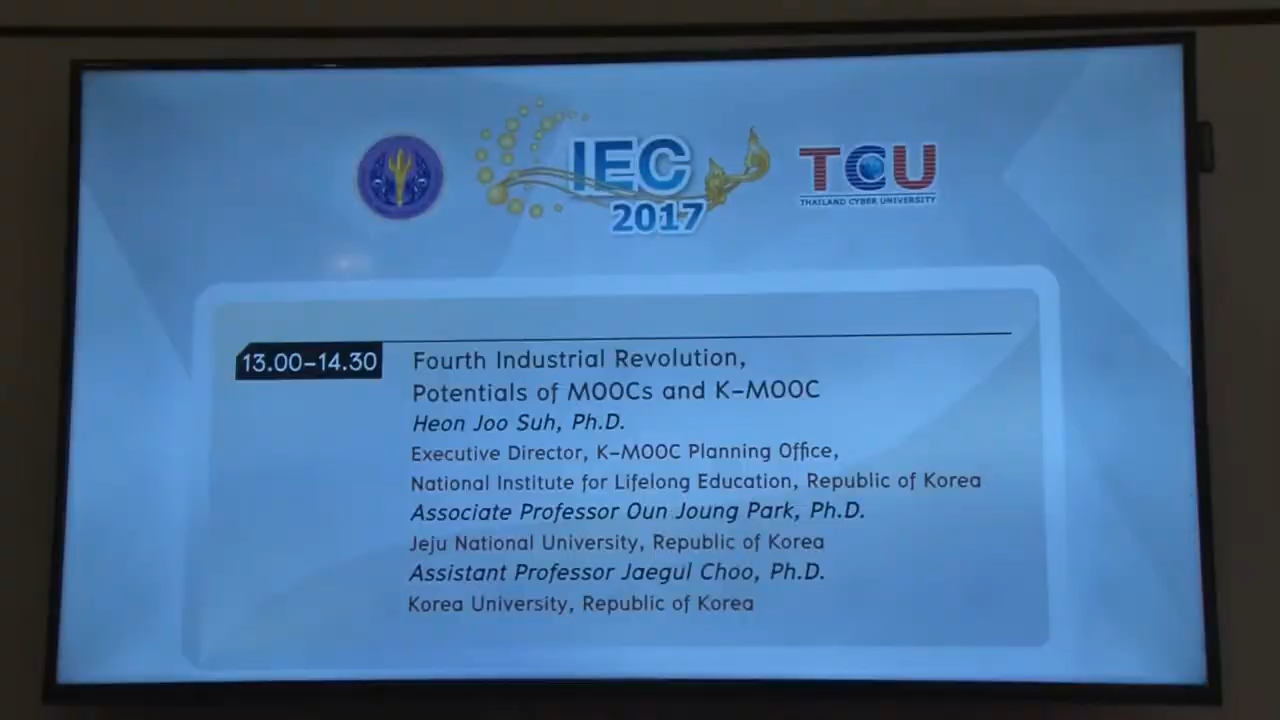 IEC
2017
TCU
THAILAND CYBER UNIVERSITY
13.00-14.30
Fourth Industrial Revolution,
Potentials of MOOCs and K-MOOC
Heon Joo Suh, Ph.D.
Executive Director, K-MOOC Planning Office,
National Institute for Lifelong Education, Republic of Korea
Associate Professor Oun Joung Park, Ph.D.
Jeju National University, Republic of Korea
Assistant Professor Jaegul Choo, Ph.D.
Korea University, Republic of Korea